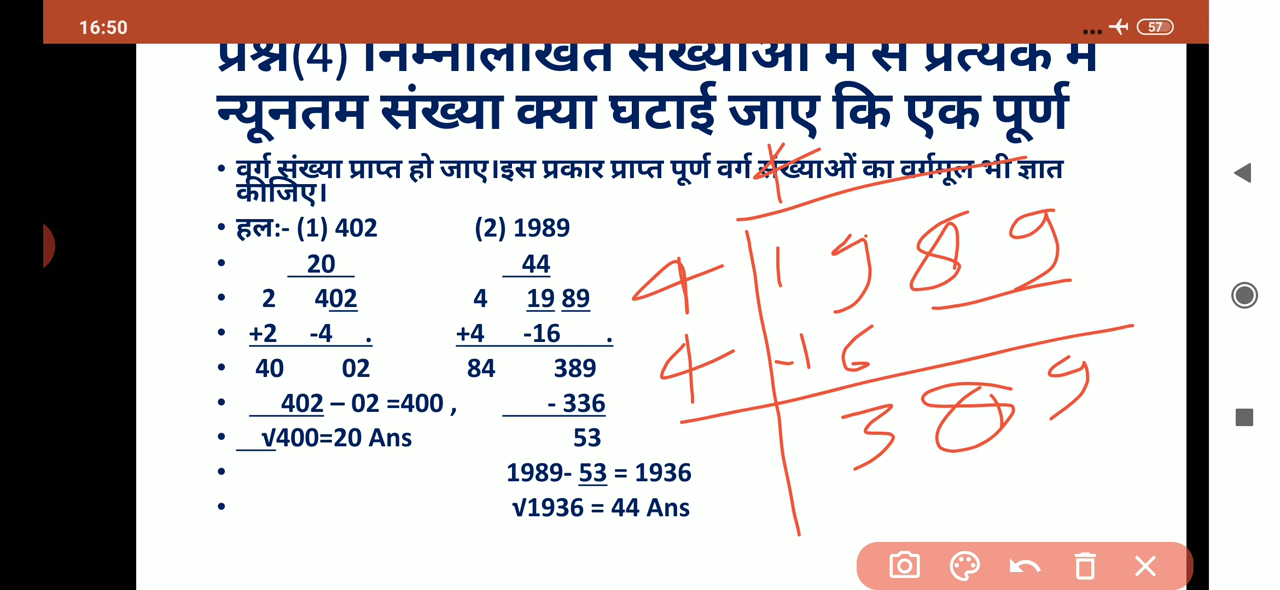 16:50
57
प्रश्न(4) निम्नलिखित संख्याओं में से प्रत्येक में
न्यूनतम संख्या क्या घटाई जाए कि एक पूर्ण
• वर्ग संख्या प्राप्त हो जाए।इस प्रकार प्राप्त पूर्ण वर्ग संख्याओं का वर्गमूल भी ज्ञात
कीजिए।
• हलः- (1) 402 (2) 1989
• 20 44
• 2 402 4 19 89
• +2 -4 . +4 -16 .
• 40 02 84 389
• 402 – 02 =400 , - 336
• √400=20 Ans 53
• 1989- 53 = 1936
• √1936 = 44 Ans
4
4 1989
4 -16
389